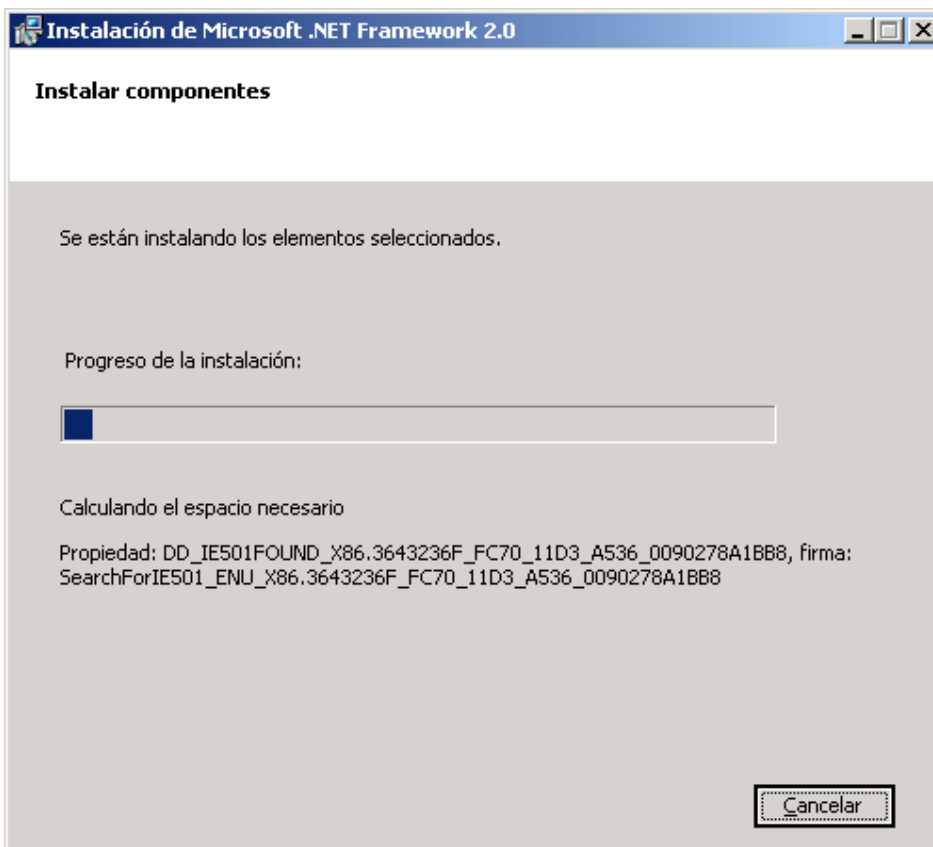 Instalación de Microsoft .NET Framework 2.0
Instalar componentes
Se están instalando los elementos seleccionados.
Progreso de la instalación:
Calculando el espacio necesario
Propiedad: DD_IE501FOUND_X86.3643236F_FC70_11D3_A536_0090278A1BB8, firma:
SearchForIE501_ENU_X86.3643236F_FC70_11D3_A536_0090278A1BB8
Cancelar